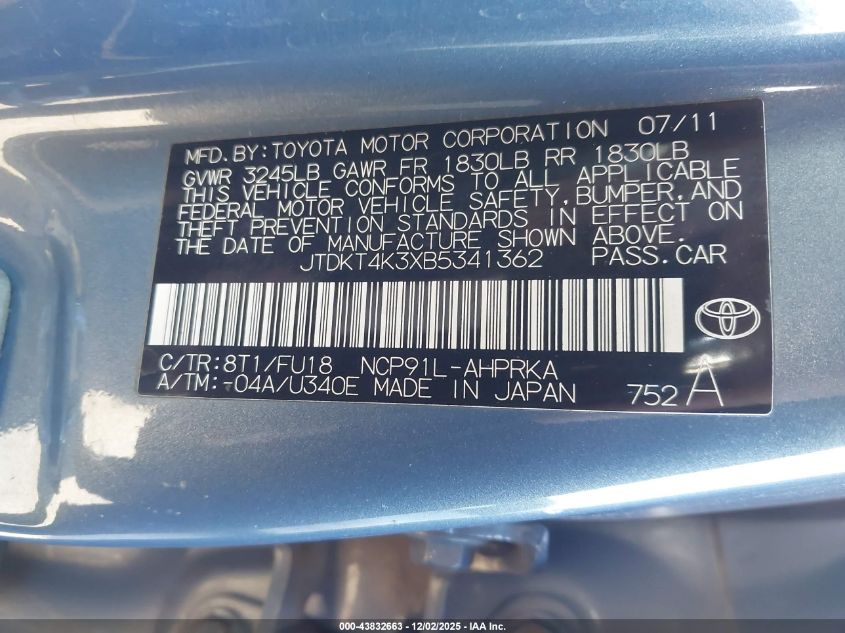 MFD. BY: TOYOTA MOTOR CORPORATION 07/11
GVWR 3245LB GAWR FR 1830LB RR 1830LB
THIS VEHICLE CONFORMS TO ALL APPLICABLE
FEDERAL MOTOR VEHICLE SAFETY, BUMPER, AND
THEFT PREVENTION STANDARDS IN EFFECT ON
THE DATE OF MANUFACTURE SHOWN ABOVE.
JTDKT4K3XB5341362 PASS. CAR
C/TR: 8T1/FU18 NCP91L-AHPRKA
A/TM: -04A/U340E MADE IN JAPAN 752 A
000-43832663 - 12/02/2025 - IAA Inc.